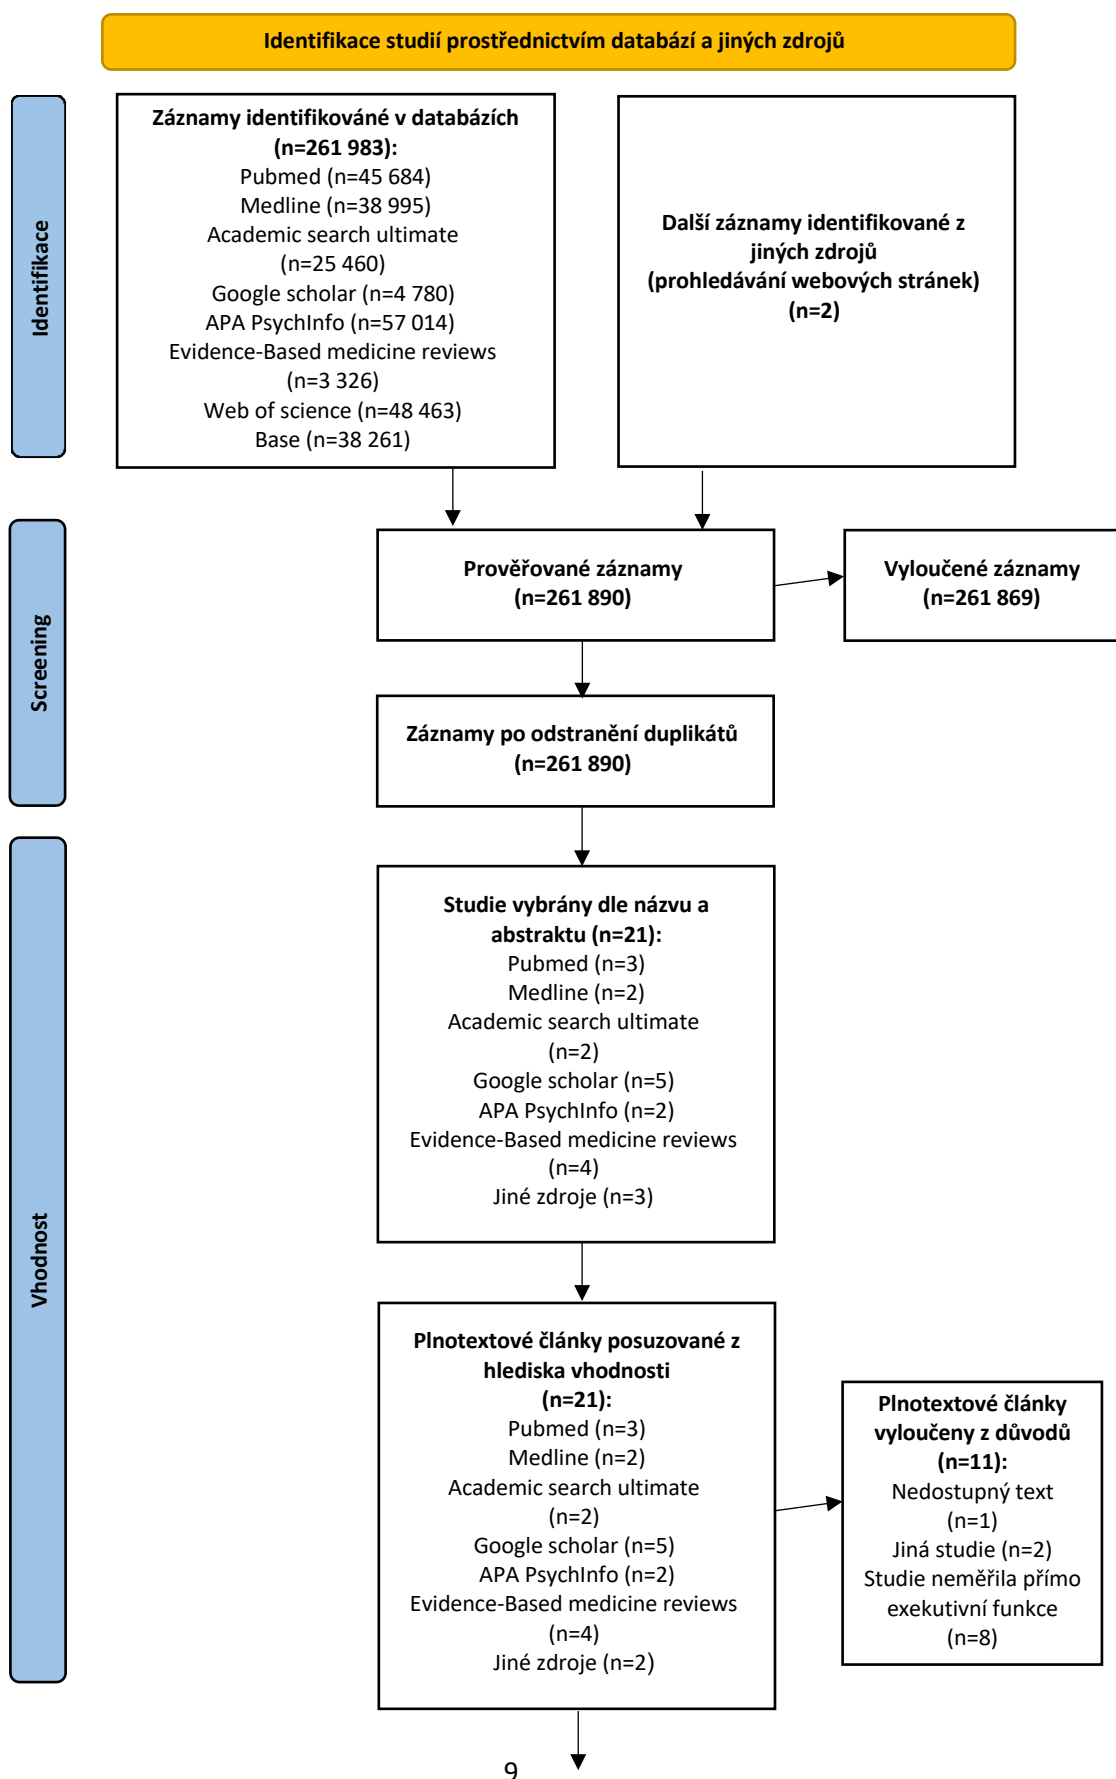 Identifikace studií prostřednictvím databází a jiných zdrojů
Identifikace
Záznamy identifikováné v databázích
(n=261 983):
Pubmed (n=45 684)
Medline (n=38 995)
Academic search ultimate
(n=25 460)
Google scholar (n=4 780)
APA PsychInfo (n=57 014)
Evidence-Based medicine reviews
(n=3 326)
Web of science (n=48 463)
Base (n=38 261)
Další záznamy identifikované z
jiných zdrojů
(prohledávání webových stránek)
(n=2)
Screening
Prověřované záznamy
(n=261 890)
Vyloučené záznamy
(n=261 869)
Záznamy po odstranění duplikátů
(n=261 890)
Vhodnost
Studie vybrány dle názvu a
abstraktu (n=21):
Pubmed (n=3)
Medline (n=2)
Academic search ultimate
(n=2)
Google scholar (n=5)
APA PsychInfo (n=2)
Evidence-Based medicine reviews
(n=4)
Jiné zdroje (n=3)
Plnotextové články posuzované z
hlediska vhodnosti
(n=21):
Pubmed (n=3)
Medline (n=2)
Academic search ultimate
(n=2)
Google scholar (n=5)
APA PsychInfo (n=2)
Evidence-Based medicine reviews
(n=4)
Jiné zdroje (n=2)
Plnotextové články
vyloučeny z důvodů
(n=11):
Nedostupný text
(n=1)
Jiná studie (n=2)
Studie neměřila přímo
exekutivní funkce
(n=8)
9